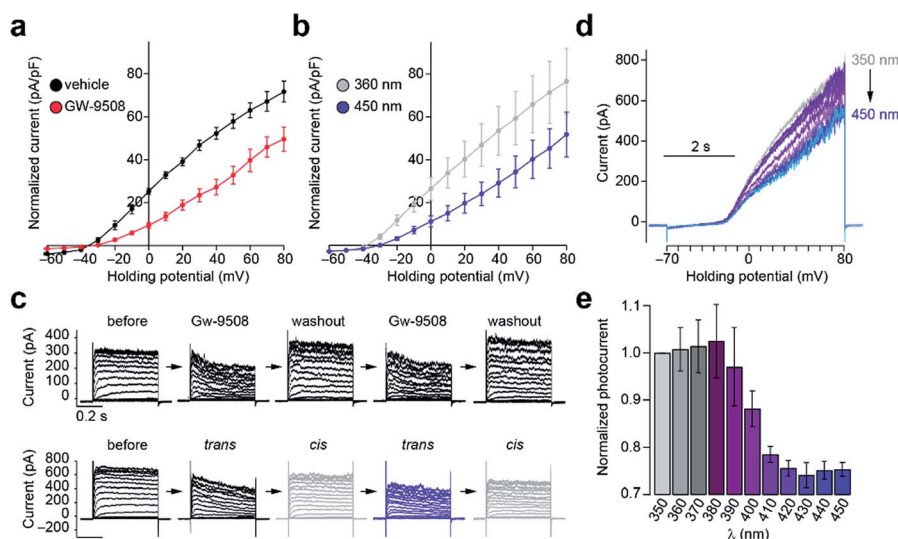 a
Normalized current (pA/pF)
80
60
40
20
vehicle
GW-9508
−60 −40 −20 0 20 40 60 80
Holding potential (mV)
b
Normalized current (pA/pF)
80
60
40
20
360 nm
450 nm
−60 −40 −20 0 20 40 60 80
Holding potential (mV)
d
Current (pA)
800
600
400
200
0
350 nm
450 nm
2 s
−70 0 80
Holding potential (mV)
c
before Gw-9508 washout Gw-9508 washout
Current (pA)
400
300
200
100
0
0.2 s
before trans cis trans cis
Current (pA)
800
600
400
200
0
−200
e
Normalized photocurrent
1.1
1.0
0.9
0.8
0.7
350 360 370 380 390 400 410 420 430 440 450
λ (nm)